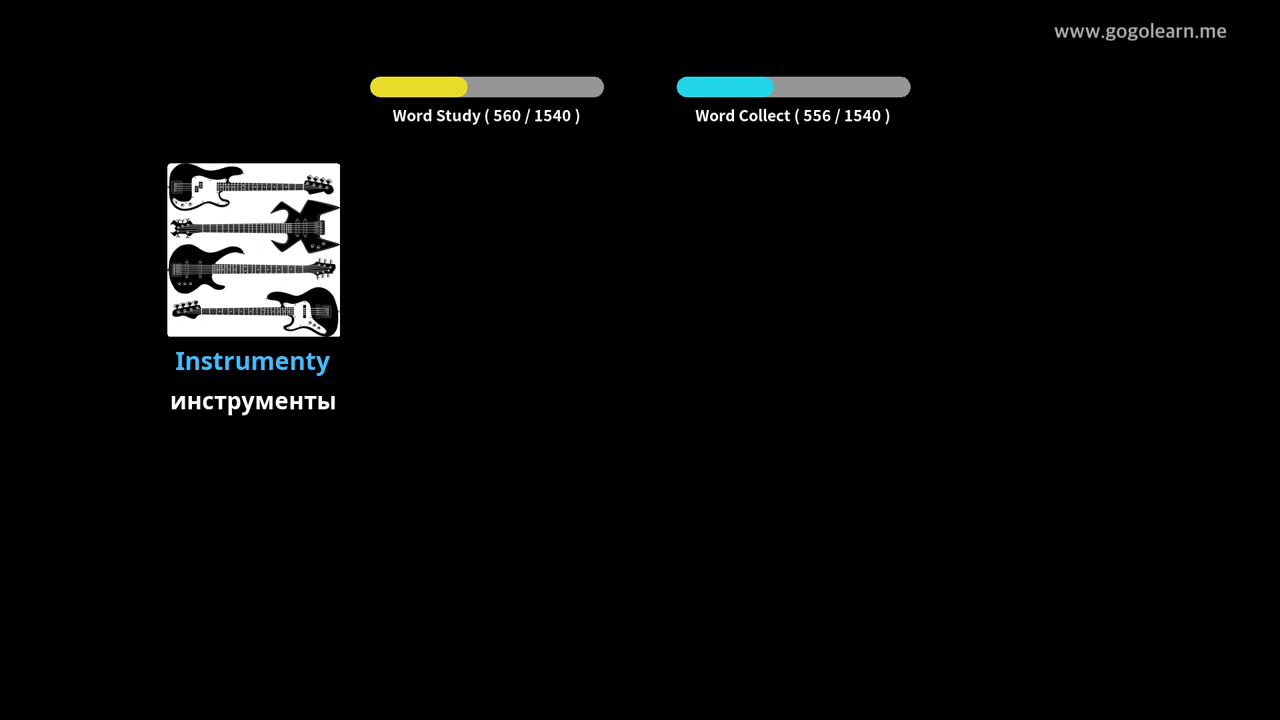 www.gogolearn.me
Word Study ( 560 / 1540 )
Word Collect ( 556 / 1540 )
Instrumenty
инструменты